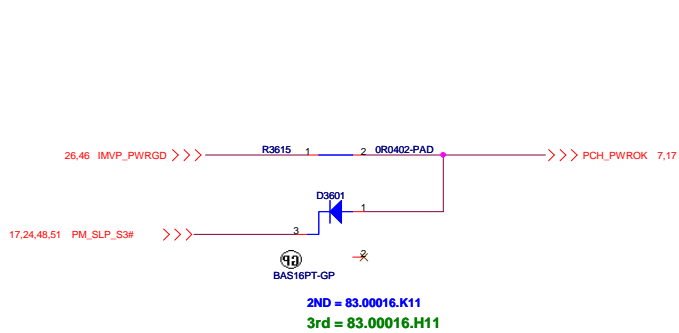 R3615 1 2 0R0402-PAD
26,46 IMVP_PWRGD PCH_PWROK 7,17
D3601
1
17,24,48,51 PM_SLP_S3# 3
2
BAS16PT-GP
2ND = 83.00016.K11
3rd = 83.00016.H11